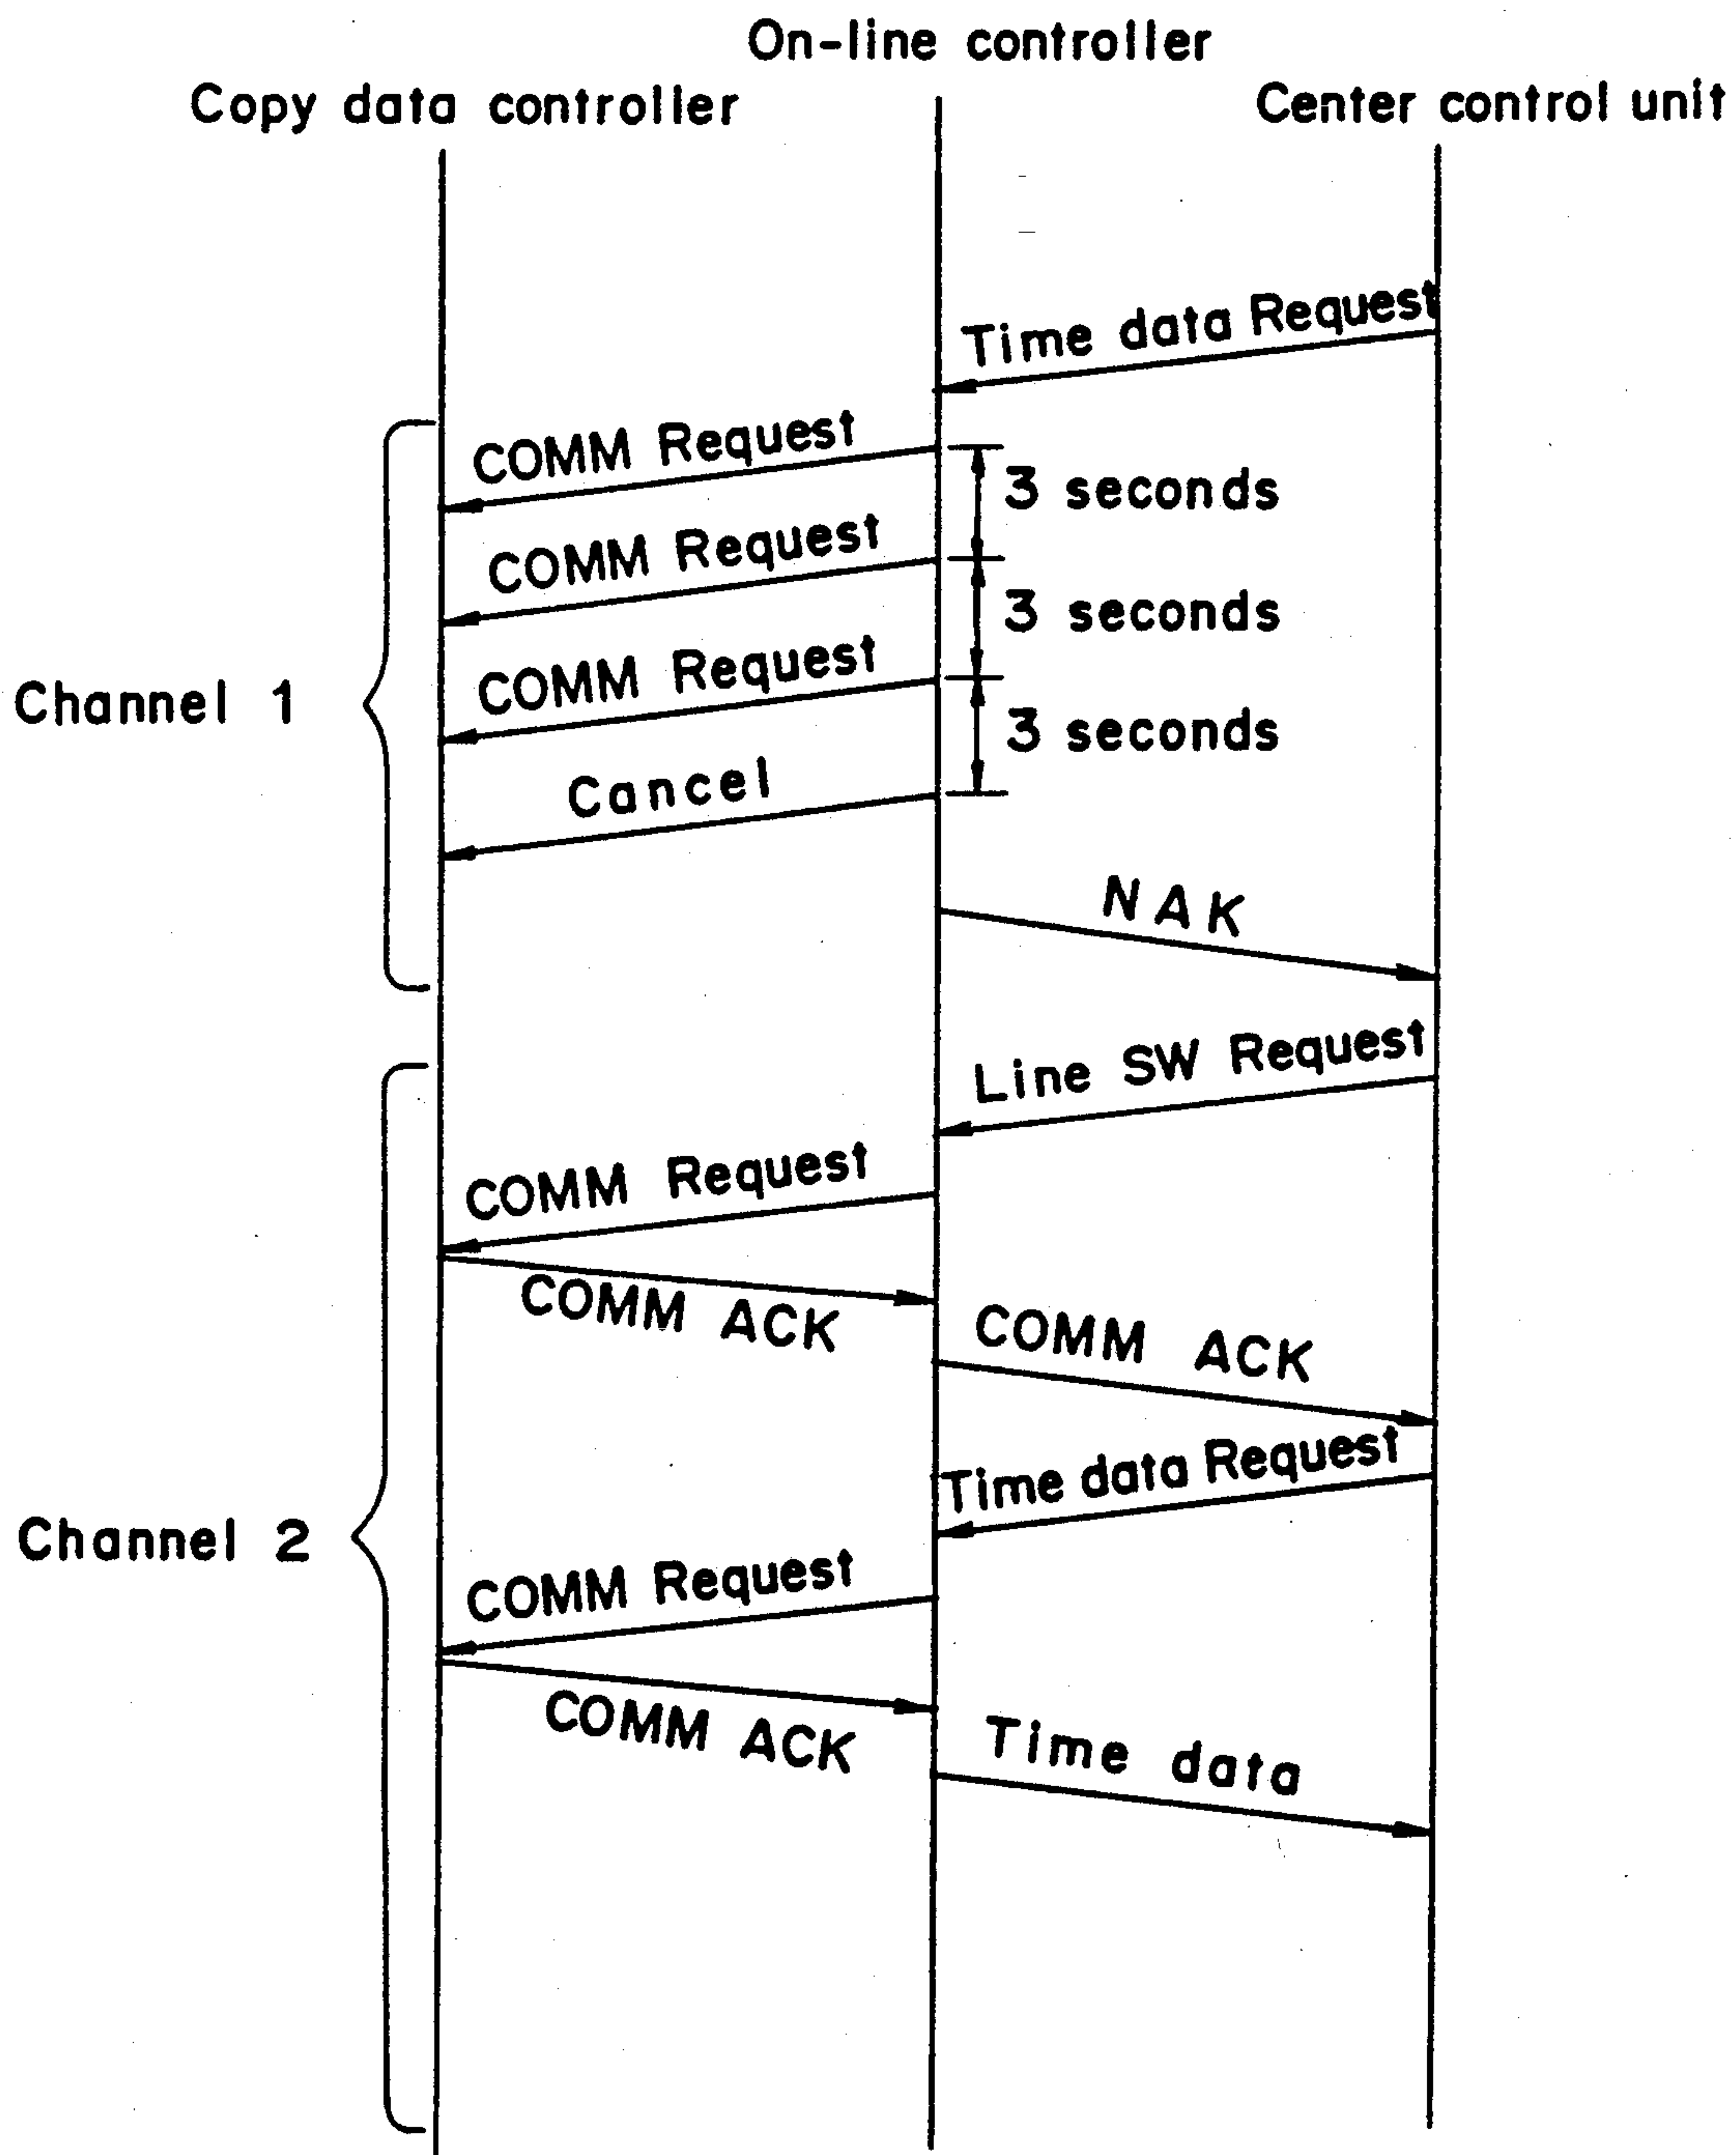 On-line controller
Copy data controller
Center control unit
Time data Request
COMM Request
3 seconds
COMM Request
3 seconds
COMM Request
Channel 1
3 seconds
Cancel
NAK
Line SW Request
COMM Request
COMM ACK
COMM ACK
Time data Request
Channel 2
COMM Request
COMM ACK
Time data